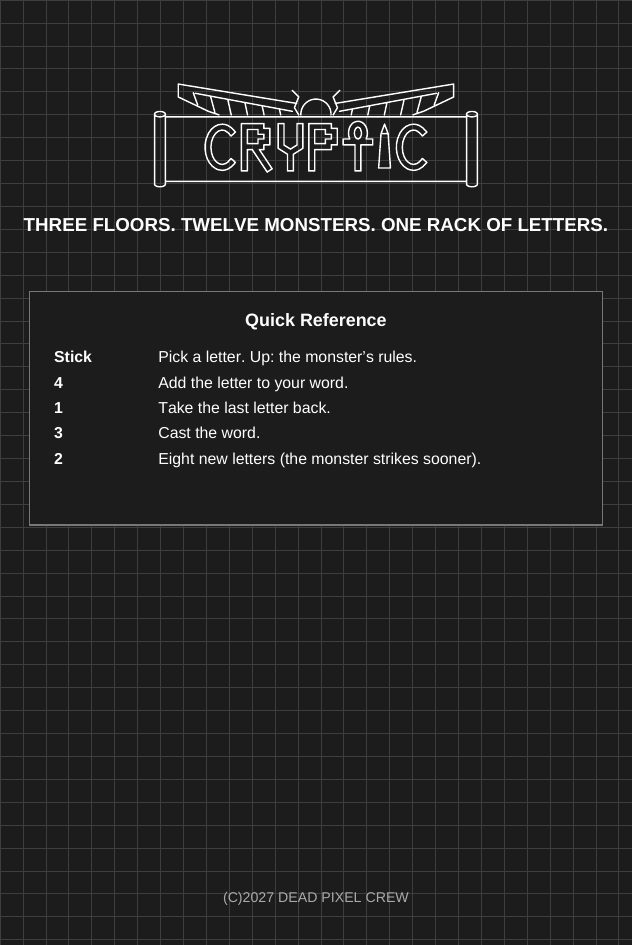 CRYPTIC
THREE FLOORS. TWELVE MONSTERS. ONE RACK OF LETTERS.
Quick Reference
Stick Pick a letter. Up: the monster’s rules.
4 Add the letter to your word.
1 Take the last letter back.
3 Cast the word.
2 Eight new letters (the monster strikes sooner).
(C)2027 DEAD PIXEL CREW